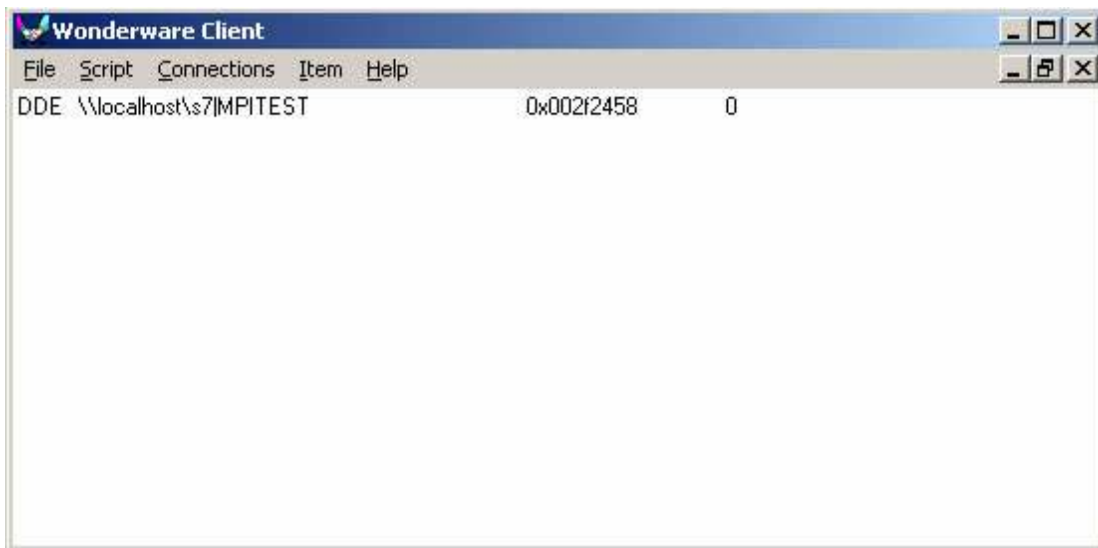 Wonderware Client
File Script Connections Item Help
DDE \\localhost\s7|MPITEST 0x002f2458 0